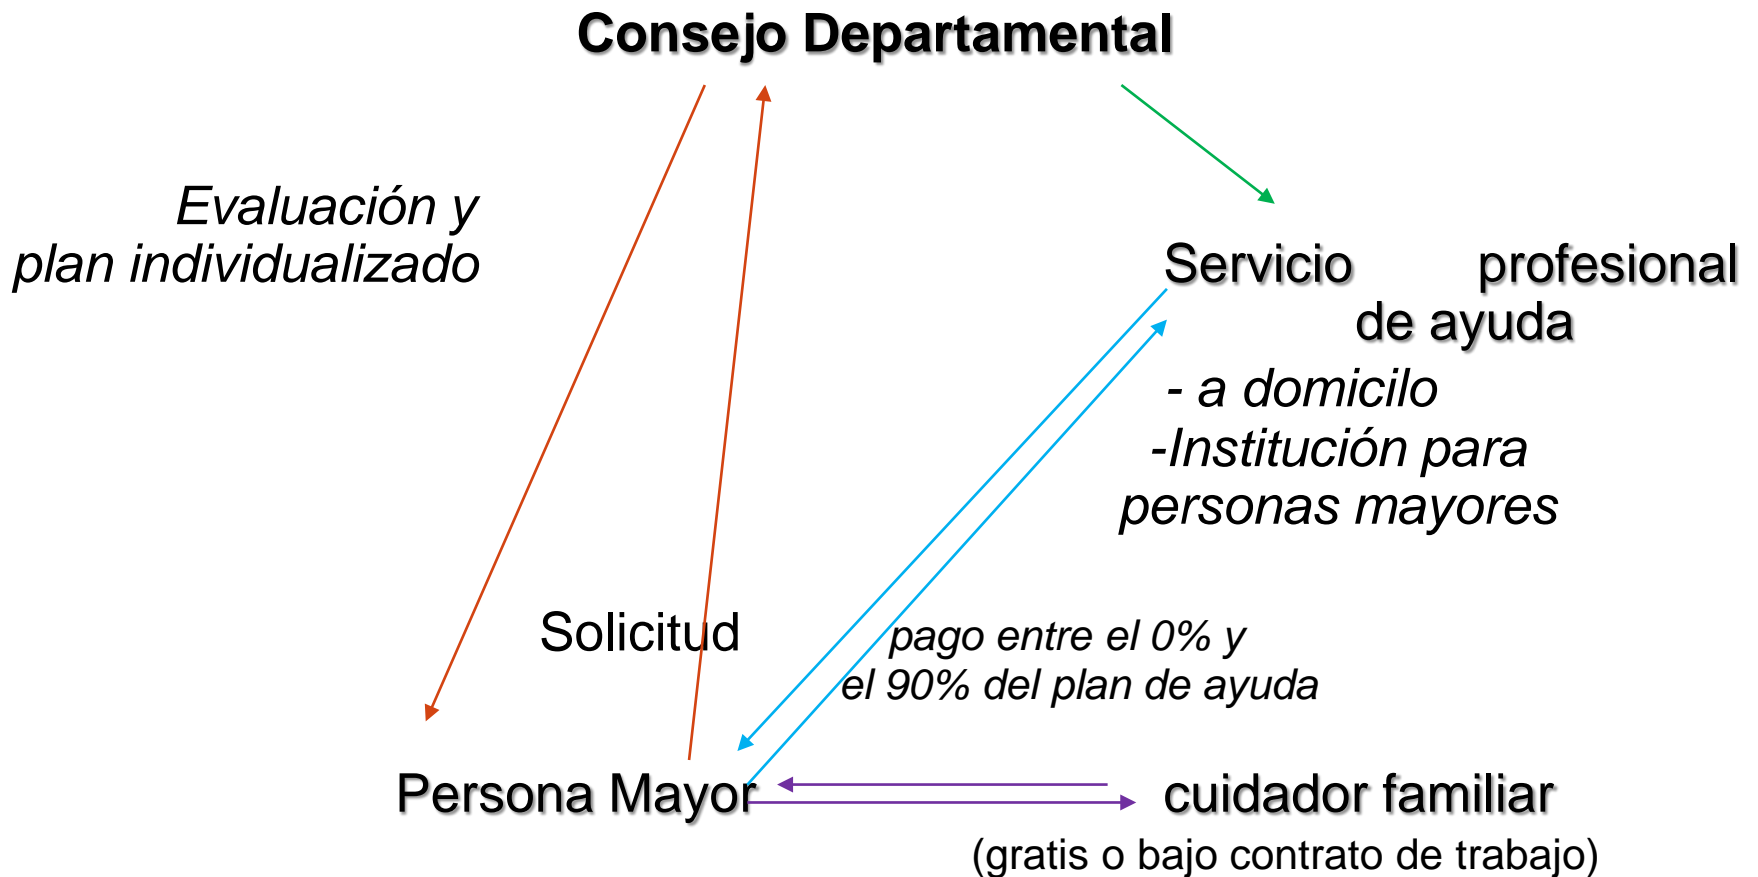 Consejo Departamental
Evaluación y
plan individualizado
Servicio profesional
de ayuda
- a domicilo
-Institución para
personas mayores
Solicitud
pago entre el 0% y
el 90% del plan de ayuda
Persona Mayor
cuidador familiar
(gratis o bajo contrato de trabajo)